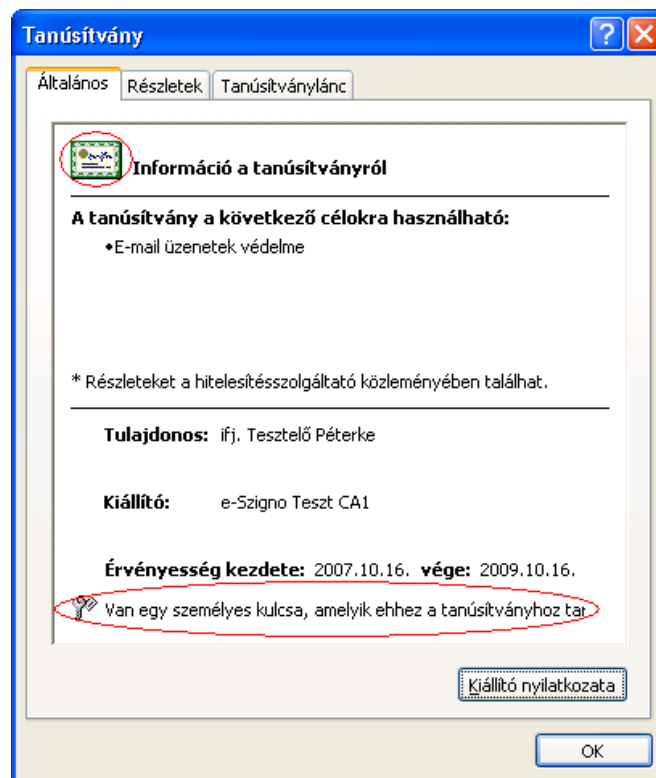 Tanúsítvány
Általános Részletek Tanúsítványlánc
Információ a tanúsítványról
A tanúsítvány a következő célokra használható:
•E-mail üzenetek védelme
* Részleteket a hitelesítésszolgáltató közleményében találhat.
Tulajdonos: ifj. Tesztelő Péterke
Kiállító: e-Szigno Teszt CA1
Érvényesség kezdete: 2007.10.16. vége: 2009.10.16.
Van egy személyes kulcsa, amelyik ehhez a tanúsítványhoz tar
Kiállító nyilatkozata
OK